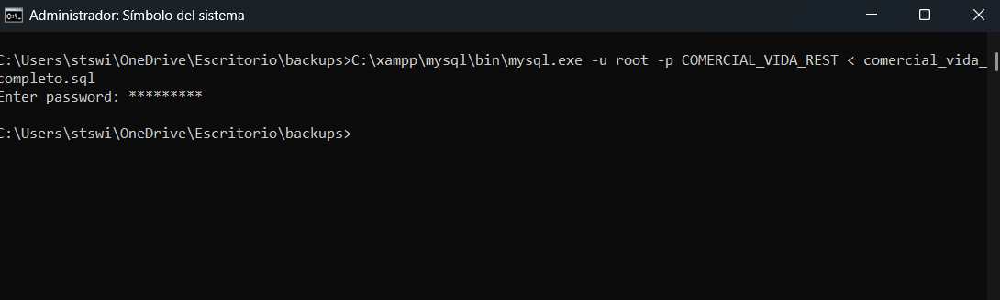 Administrador: Símbolo del sistema
C:\Users\stswi\OneDrive\Escritorio\backups>C:\xampp\mysql\bin\mysql.exe -u root -p COMERCIAL_VIDA_REST < comercial_vida_
completo.sql
Enter password: *********
C:\Users\stswi\OneDrive\Escritorio\backups>